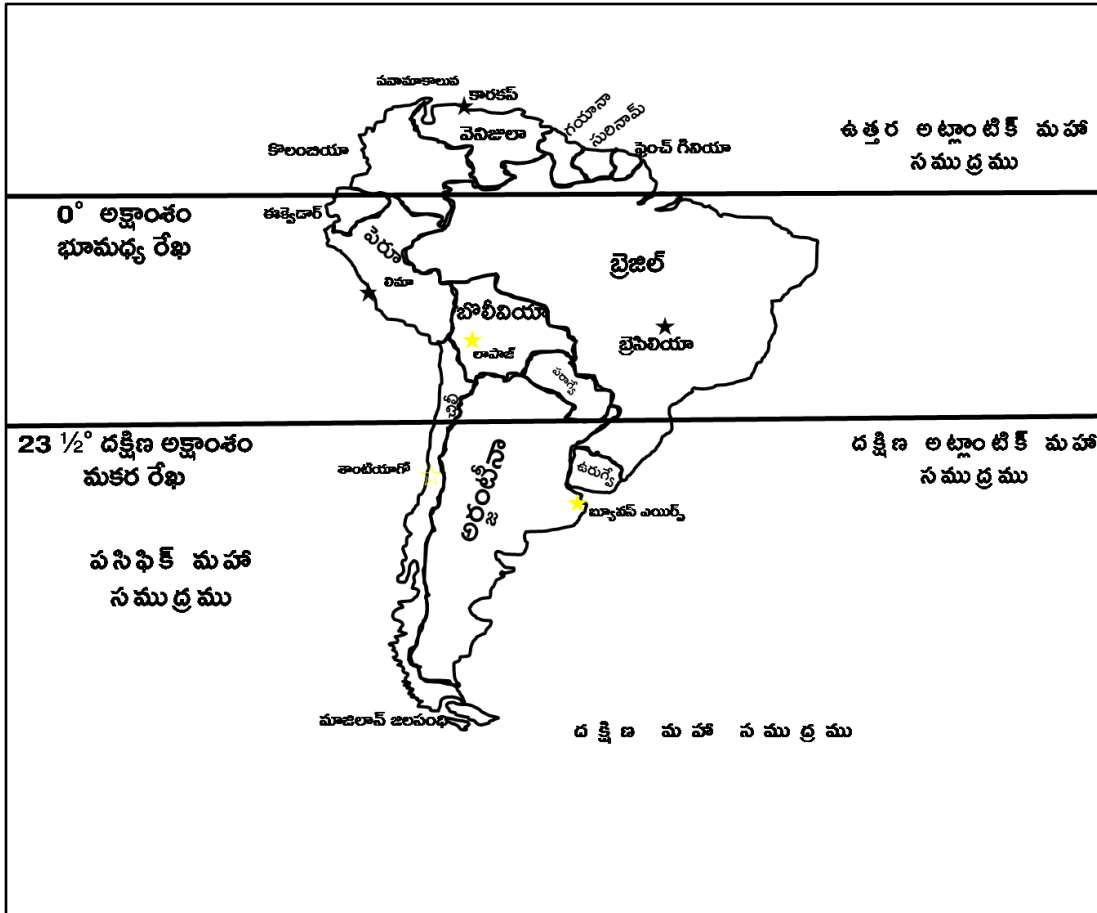 పనామాకాలువ
కారకస్
వెనిజులా
గయానా
సురినామ్
ఫ్రెంచ్ గినియా
కొలంబియా
ఉత్తర అట్లాంటిక్ మహా
సముద్రము
0° అక్షాంశం
భూమధ్య రేఖ
ఈక్వెడార్
పెరూ
లిమా
బ్రెజిల్
బొలీవియా
లాపాజ్
బ్రెసిలియా
పరాగ్వే
చిలీ
23 ½° దక్షిణ అక్షాంశం
మకర రేఖ
దక్షిణ అట్లాంటిక్ మహా
సముద్రము
శాంటియాగో
అర్జంటీనా
ఉరుగ్వే
బ్యూనస్ ఎయిర్స్
పసిఫిక్ మహా
సముద్రము
మాజిలాన్ జలసంధి
దక్షిణ మహా సముద్రము